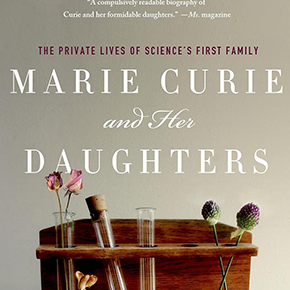 “A compulsively readable biography of
Curie and her formidable daughters.” —Ms. magazine
THE PRIVATE LIVES OF SCIENCE’S FIRST FAMILY
MARIE CURIE
and Her
DAUGHTERS